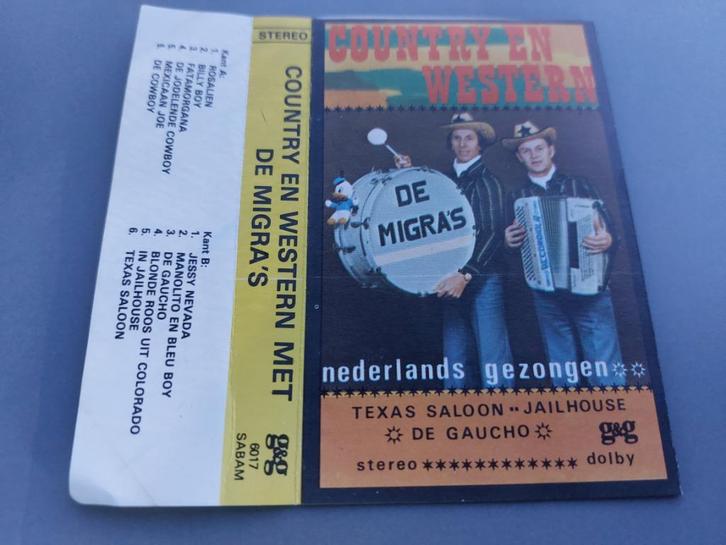 Kant A:
1. ROSALIEN
2. BILLY BOY
3. FATAMORGANA
4. DE JODELENDE COWBOY
5. MEXICAAN JOE
6. DE COWBOY
Kant B:
1. JESSY NEVADA
2. MANOLITO EN BLEU BOY
3. DE GAUCHO
4. BLONDE ROOS UIT COLORADO
5. IN JAILHOUSE
6. TEXAS SALOON
STEREO
COUNTRY EN WESTERN MET
DE MIGRA'S
g&g
6017
SABAM
COUNTRY EN
WESTERN
DE
MIGRA'S
nederlands gezongen
TEXAS SALOON •• JAILHOUSE
DE GAUCHO
g&g
stereo ************ dolby